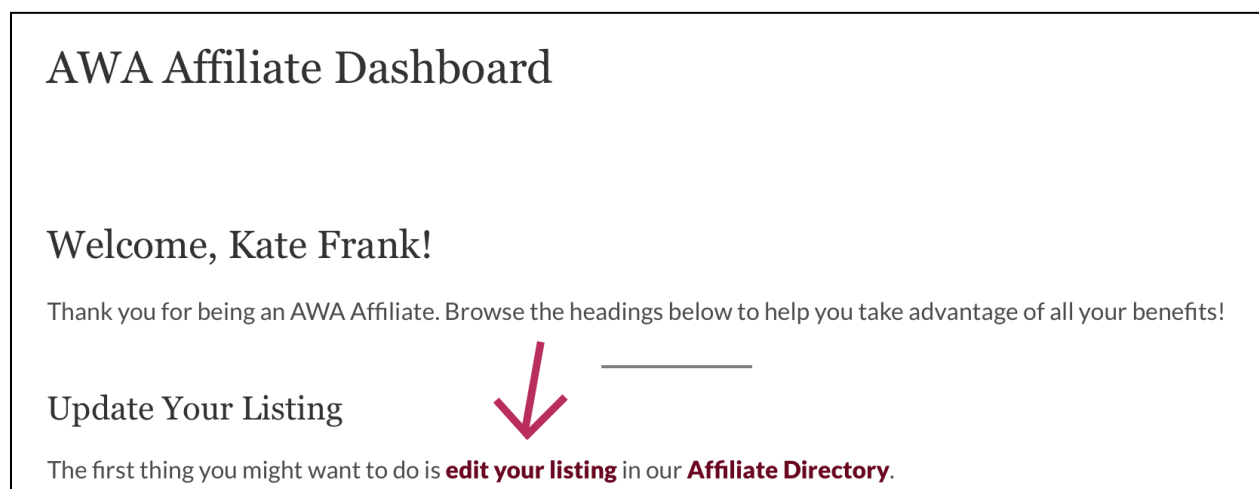 AWA Affiliate Dashboard
Welcome, Kate Frank!
Thank you for being an AWA Affiliate. Browse the headings below to help you take advantage of all your benefits!
Update Your Listing
The first thing you might want to do is edit your listing in our Affiliate Directory.